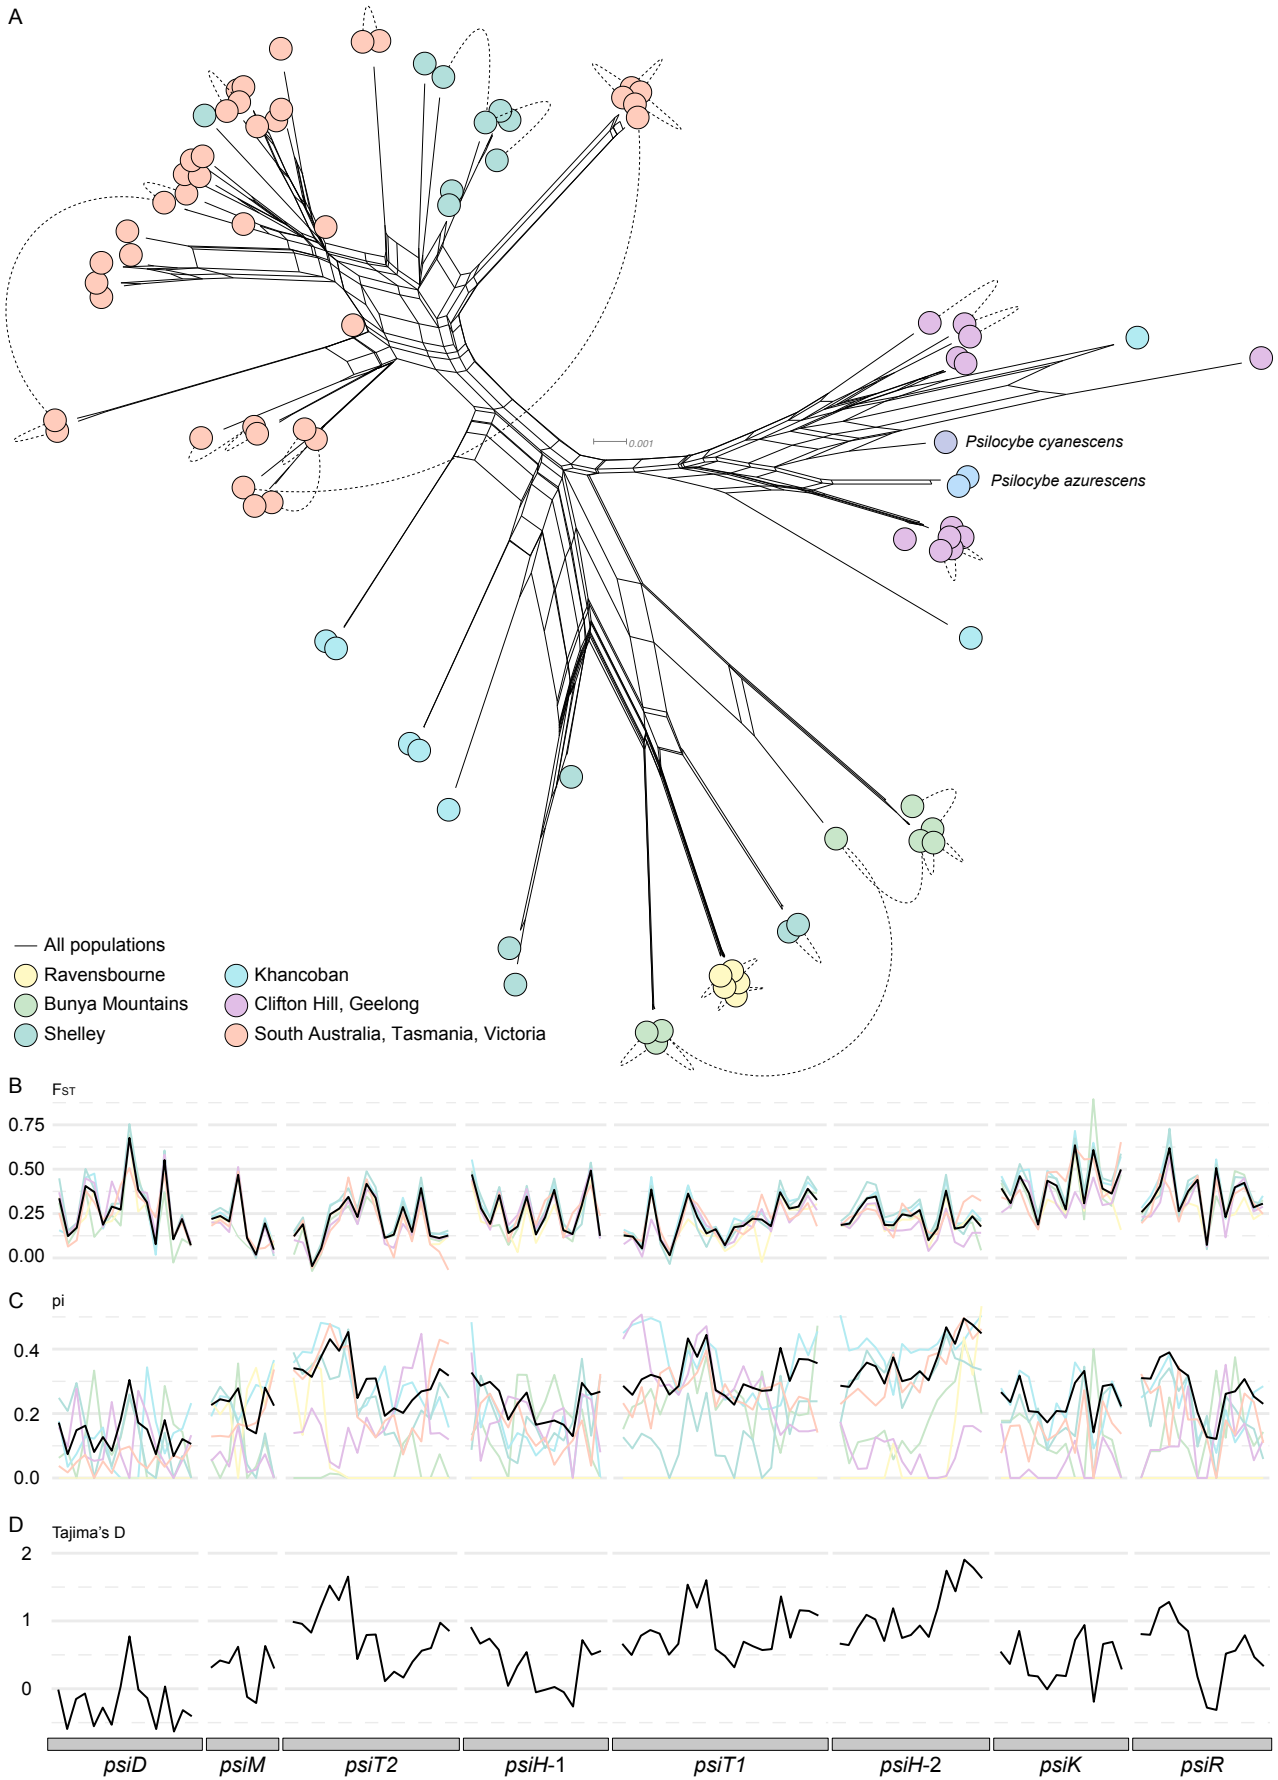 A
0.001
Psilocybe cyanescens
Psilocybe azurescens
All populations
Ravensbourne
Khancoban
Bunya Mountains
Clifton Hill, Geelong
Shelley
South Australia, Tasmania, Victoria
B
FST
0.75
0.50
0.25
0.00
C
pi
0.4
0.2
0.0
D
Tajima's D
2
1
0
psiD psiM psiT2 psiH-1 psiT1 psiH-2 psiK psiR